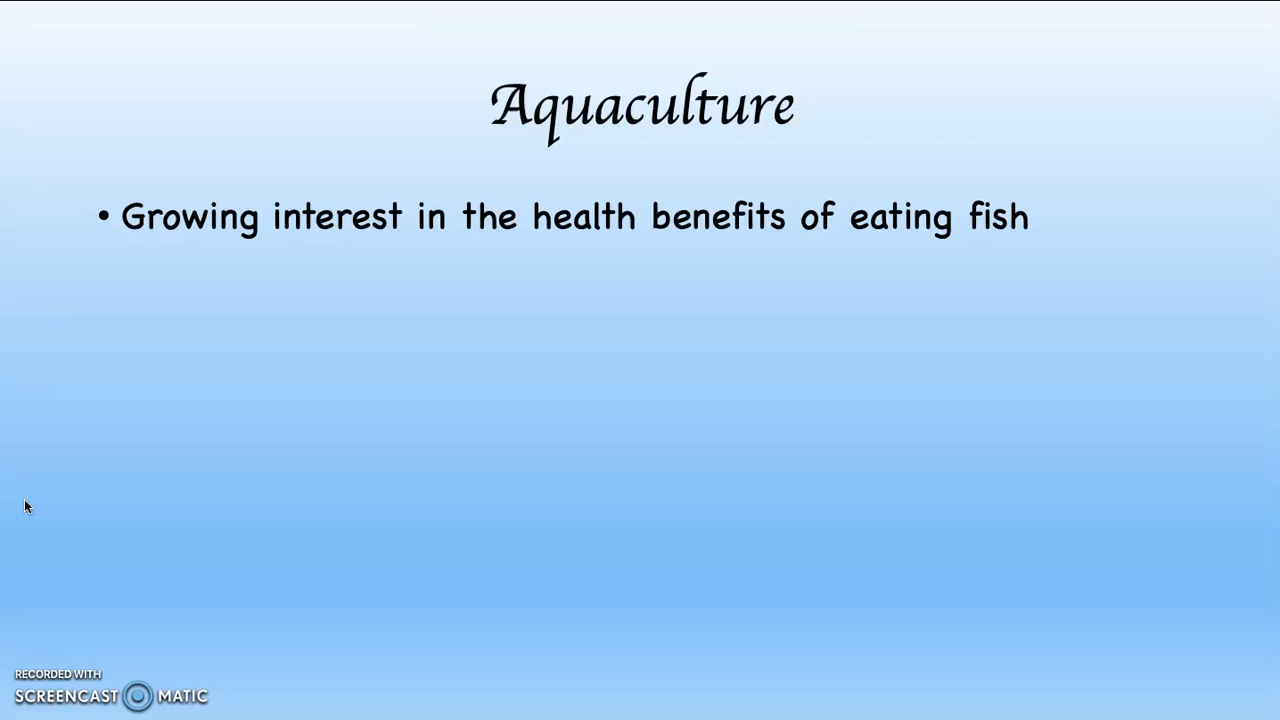 Aquaculture
• Growing interest in the health benefits of eating fish
RECORDED WITH
SCREENCAST MATIC